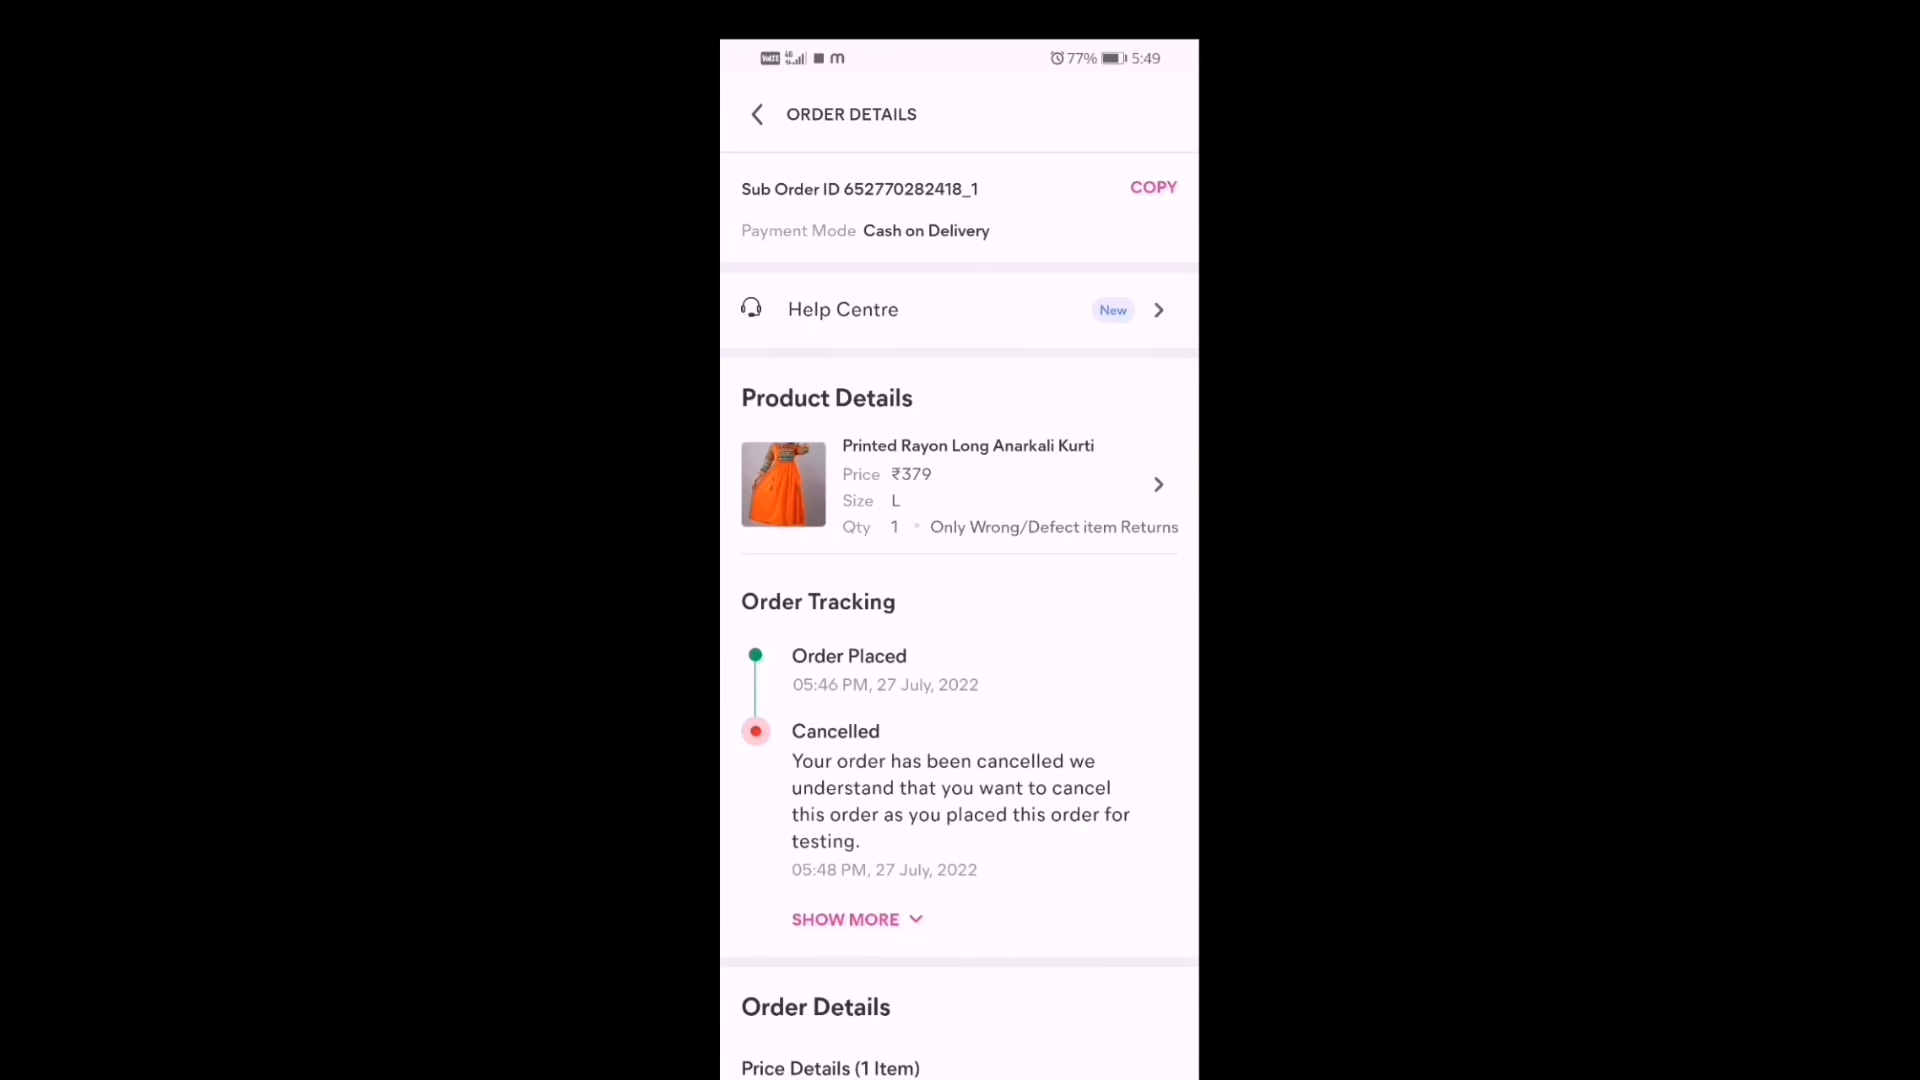 VoLTE 4G m 77% 5:49
ORDER DETAILS
Sub Order ID 652770282418_1 COPY
Payment Mode Cash on Delivery
Help Centre New
Product Details
Printed Rayon Long Anarkali Kurti
Price ₹379
Size L
Qty 1 • Only Wrong/Defect item Returns
Order Tracking
Order Placed
05:46 PM, 27 July, 2022
Cancelled
Your order has been cancelled we
understand that you want to cancel
this order as you placed this order for
testing.
05:48 PM, 27 July, 2022
SHOW MORE
Order Details
Price Details (1 Item)